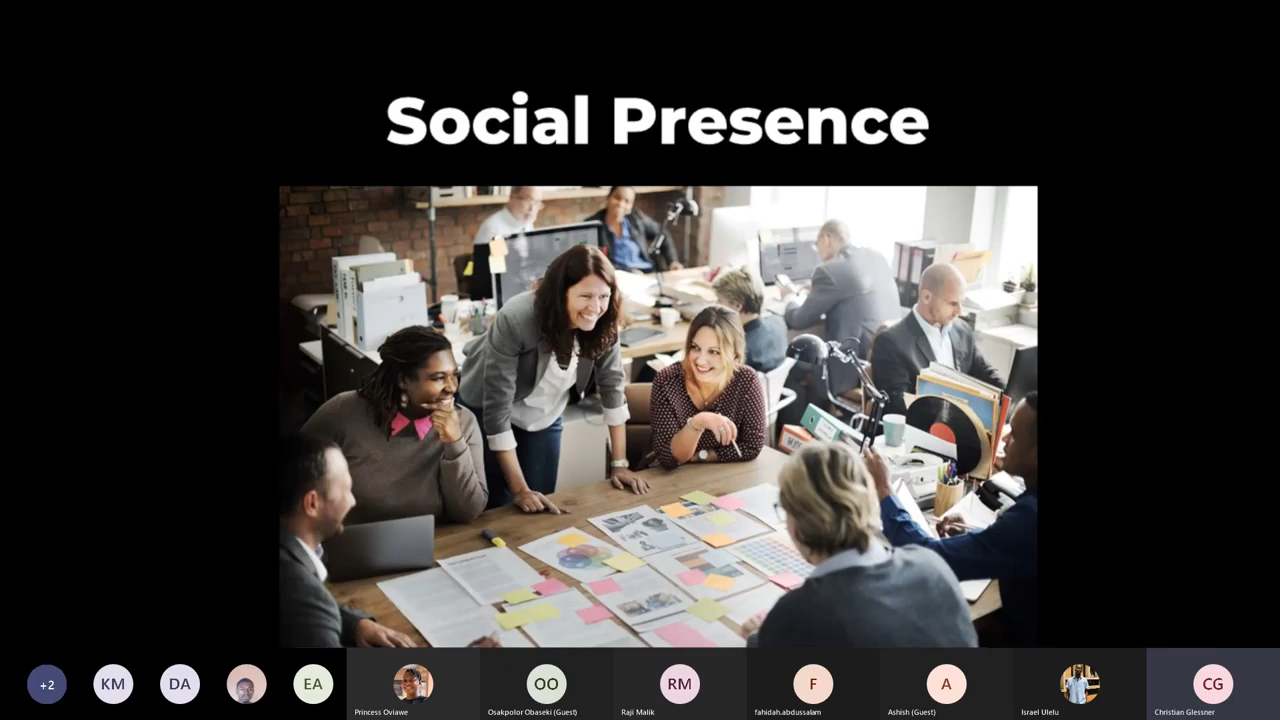 Social Presence
+2
KM
DA
EA
Princess Oviawe
OO
Osakpolor Obaseki (Guest)
RM
Raji Malik
F
fahidah.abdussalam
A
Ashish (Guest)
Israel Ulelu
CG
Christian Glessner